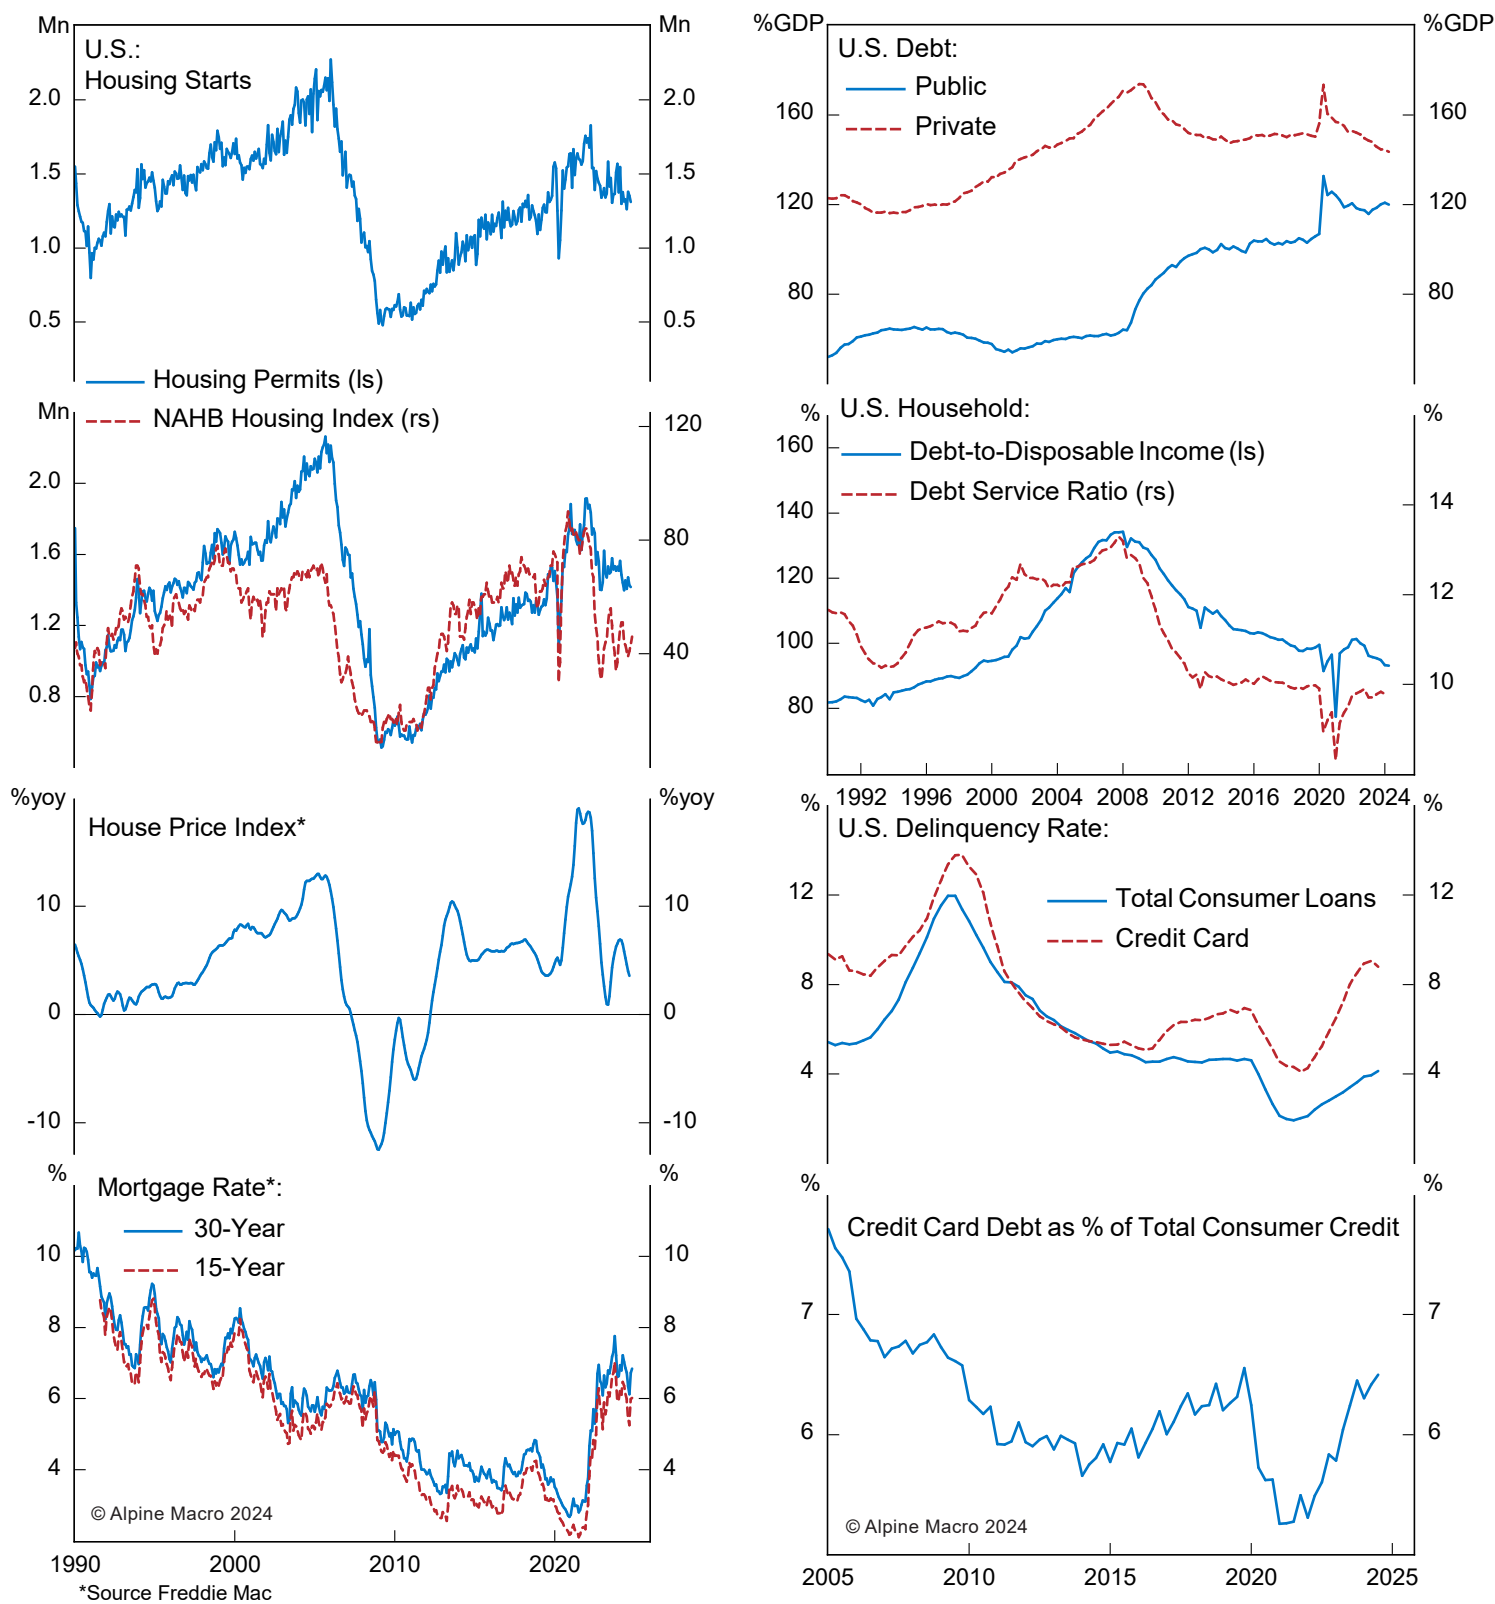 Mn
Mn
U.S.:
Housing Starts
2.0
2.0
1.5
1.5
1.0
1.0
0.5
0.5
Housing Permits (ls)
NAHB Housing Index (rs)
Mn
120
2.0
80
1.6
1.2
40
0.8
%yoy
%yoy
House Price Index*
10
10
0
0
-10
-10
%
%
Mortgage Rate*:
30-Year
15-Year
10
10
8
8
6
6
4
4
© Alpine Macro 2024
1990
2000
2010
2020
*Source Freddie Mac
%GDP
%GDP
U.S. Debt:
Public
Private
160
160
120
120
80
80
%
%
U.S. Household:
Debt-to-Disposable Income (ls)
Debt Service Ratio (rs)
160
140
14
120
12
100
10
80
1992 1996 2000 2004 2008 2012 2016 2020 2024
%
%
U.S. Delinquency Rate:
Total Consumer Loans
Credit Card
12
12
8
8
4
4
%
%
Credit Card Debt as % of Total Consumer Credit
7
7
6
6
© Alpine Macro 2024
2005
2010
2015
2020
2025